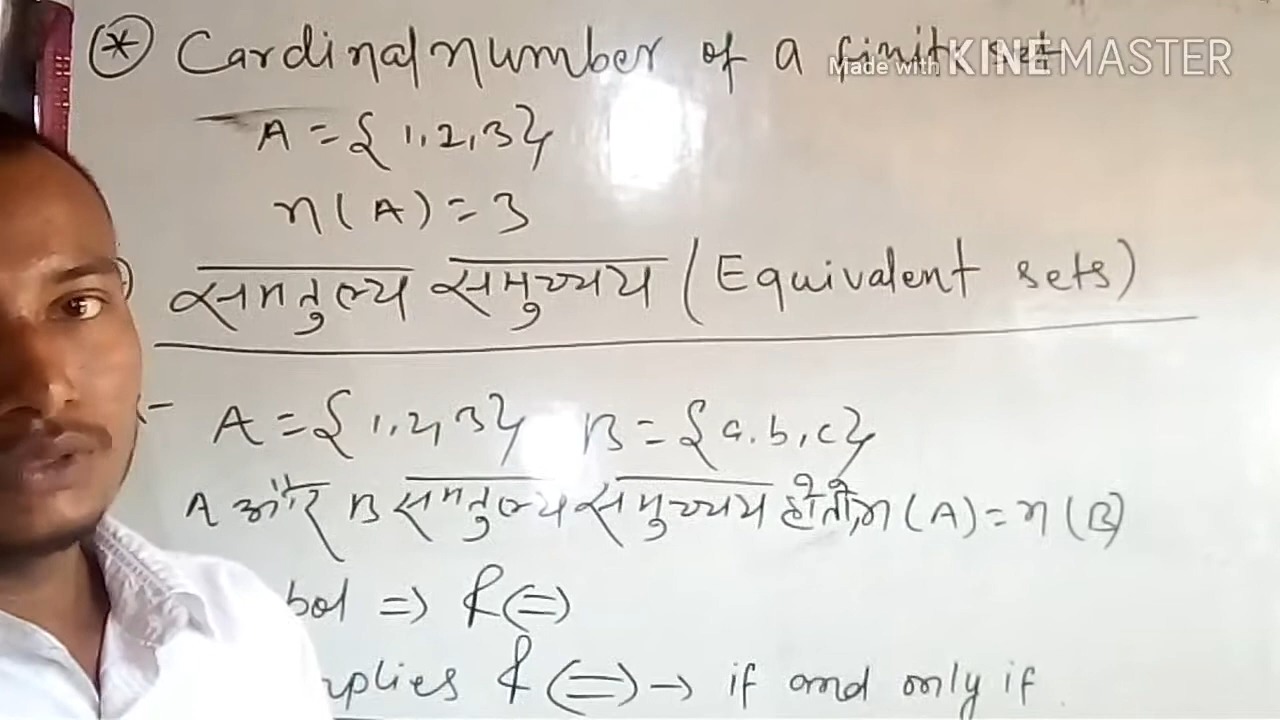 * Cardinal number of a finite set
Made with KINEMASTER
A = { 1, 2, 3 }
n ( A ) = 3
समतुल्य समुच्चय ( Equivalent sets )
A = { 1, 2, 3 } B = { a, b, c }
A और B समतुल्य समुच्चय हो तो, n ( A ) = n ( B )
bol => & (=)
mplies & (⇔) → if and only if